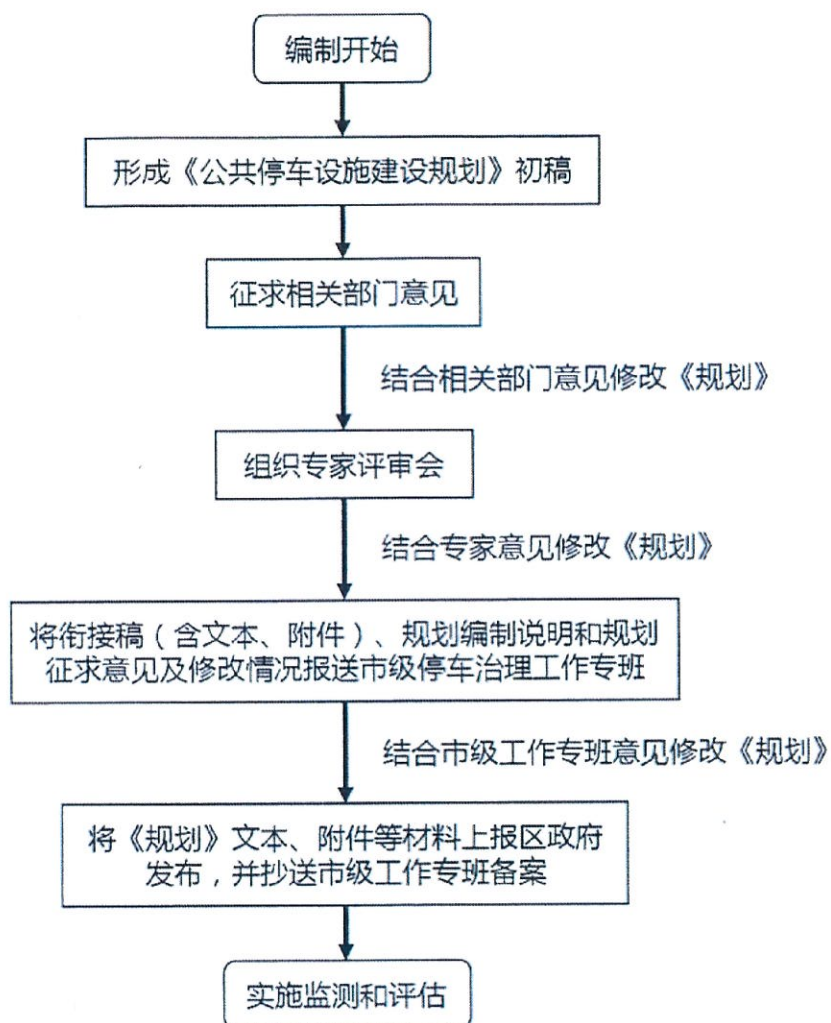 编制开始
形成《公共停车设施建设规划》初稿
征求相关部门意见
结合相关部门意见修改《规划》
组织专家评审会
结合专家意见修改《规划》
将衔接稿（含文本、附件）、规划编制说明和规划
征求意见及修改情况报送市级停车治理工作专班
结合市级工作专班意见修改《规划》
将《规划》文本、附件等材料上报区政府
发布，并抄送市级工作专班备案
实施监测和评估